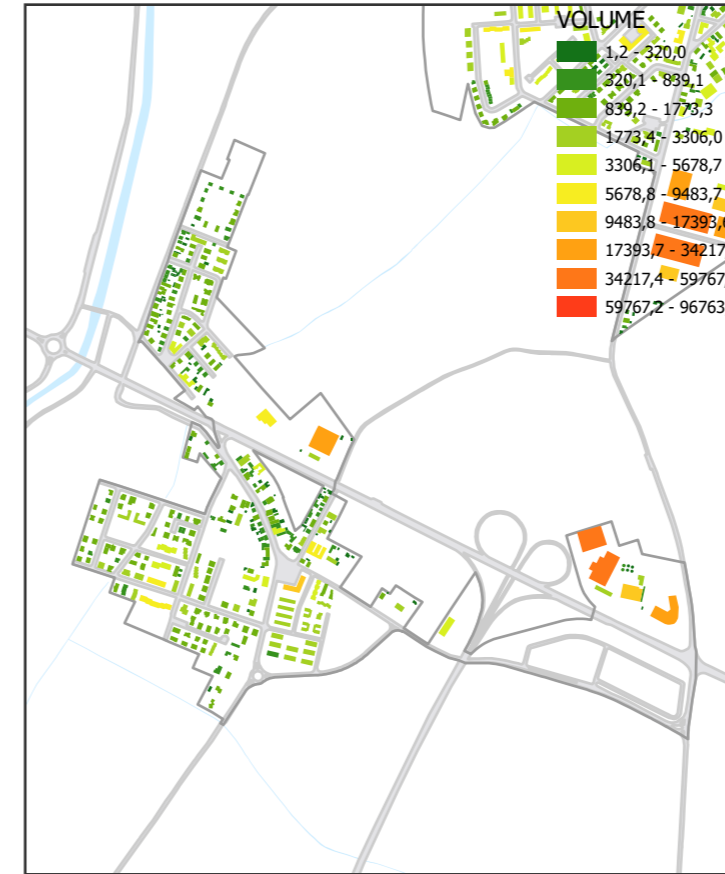 VOLUME
1,2 - 320,0
320,1 - 839,1
839,2 - 1773,3
1773,4 - 3306,0
3306,1 - 5678,7
5678,8 - 9483,7
9483,8 - 17393,6
17393,7 - 34217
34217,4 - 59767,
59767,2 - 96763